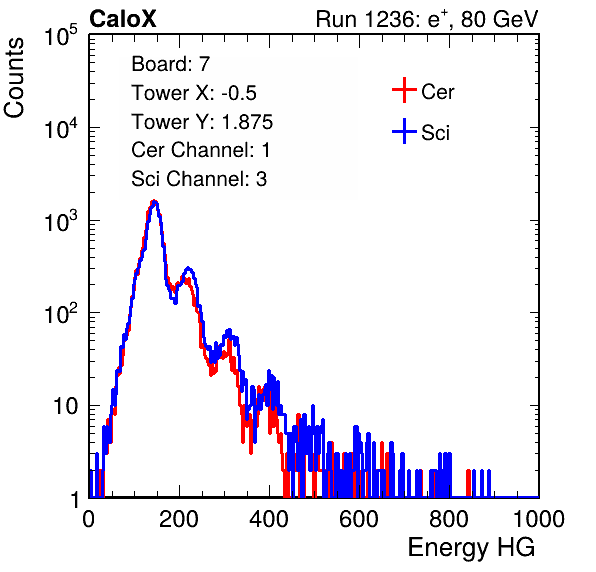 CaloX Run 1236: e⁺, 80 GeV
Counts
Board: 7
Tower X: -0.5
Tower Y: 1.875
Cer Channel: 1
Sci Channel: 3
Cer
Sci
10⁵
10⁴
10³
10²
10
1
0 200 400 600 800 1000
Energy HG